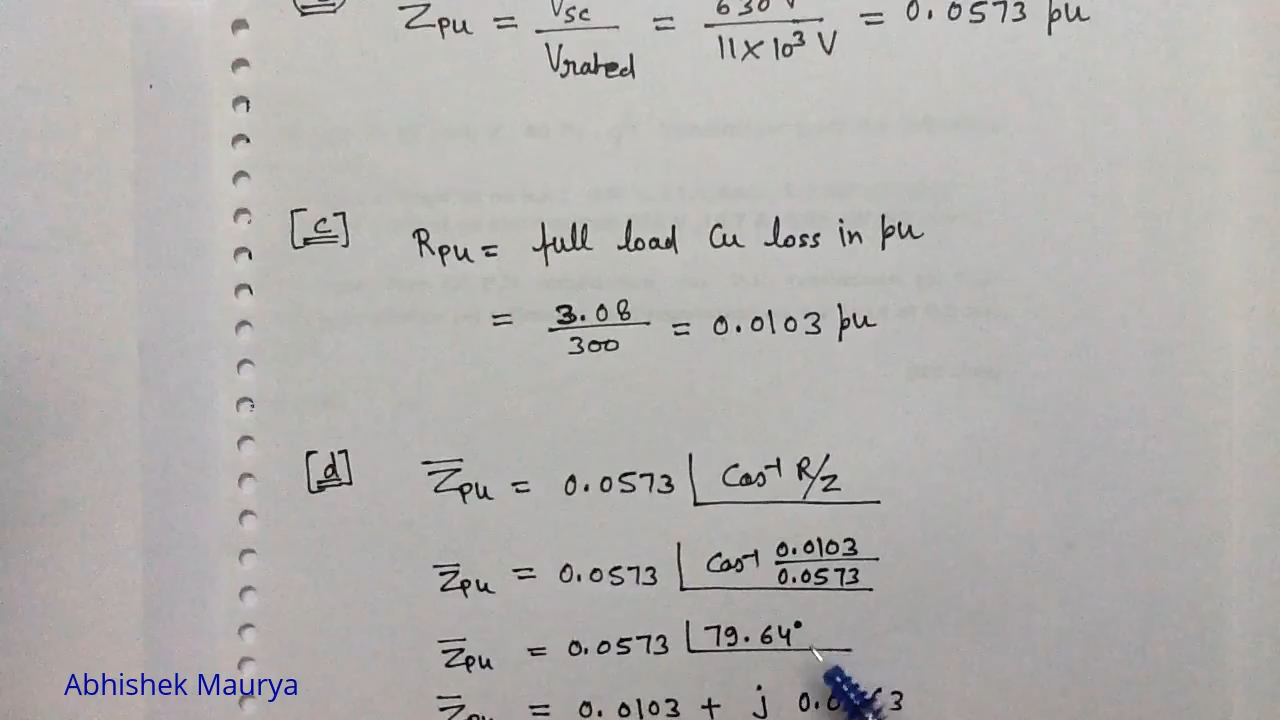 Zpu = Vsc / Vrated = 630 V / 11 × 10³ V = 0.0573 pu
[c] Rpu = full load Cu loss in pu
= 3.08 / 300 = 0.0103 pu
[d] Z̅pu = 0.0573 ∠ Cos⁻¹ R/Z
Z̅pu = 0.0573 ∠ Cos⁻¹ 0.0103 / 0.0573
Z̅pu = 0.0573 ∠ 79.64°
Abhishek Maurya
Z̅pu = 0.0103 + j